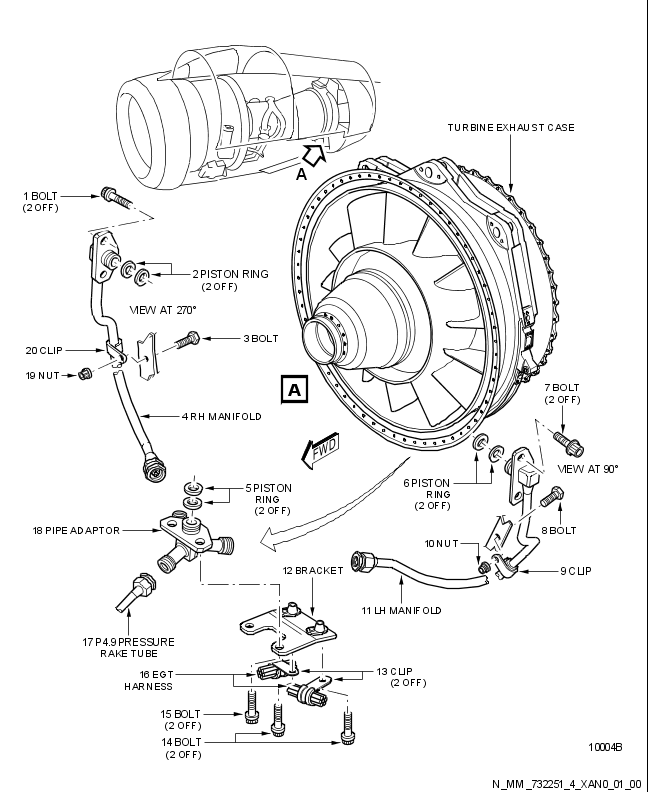 TURBINE EXHAUST CASE
A
1 BOLT
(2 OFF)
2 PISTON RING
(2 OFF)
VIEW AT 270°
3 BOLT
20 CLIP
19 NUT
4 RH MANIFOLD
A
7 BOLT
(2 OFF)
FWD
VIEW AT 90°
6 PISTON
RING
(2 OFF)
5 PISTON
RING
(2 OFF)
8 BOLT
18 PIPE ADAPTOR
10 NUT
9 CLIP
12 BRACKET
11 LH MANIFOLD
17 P4.9 PRESSURE
RAKE TUBE
16 EGT
HARNESS
13 CLIP
(2 OFF)
15 BOLT
(2 OFF)
14 BOLT
(2 OFF)
10004B
N_MM_732251_4_XAN0_01_00